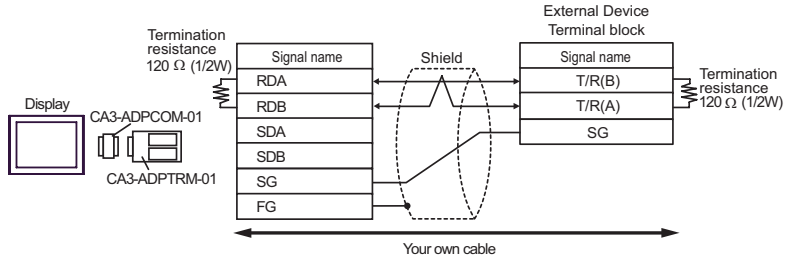 External Device
Terminal block
Termination
resistance
120 Ω (1/2W)
Signal name
Shield
Signal name
RDA
T/R(B)
Termination
resistance
120 Ω (1/2W)
RDB
T/R(A)
Display
CA3-ADPCOM-01
SDA
SG
SDB
CA3-ADPTRM-01
SG
FG
Your own cable